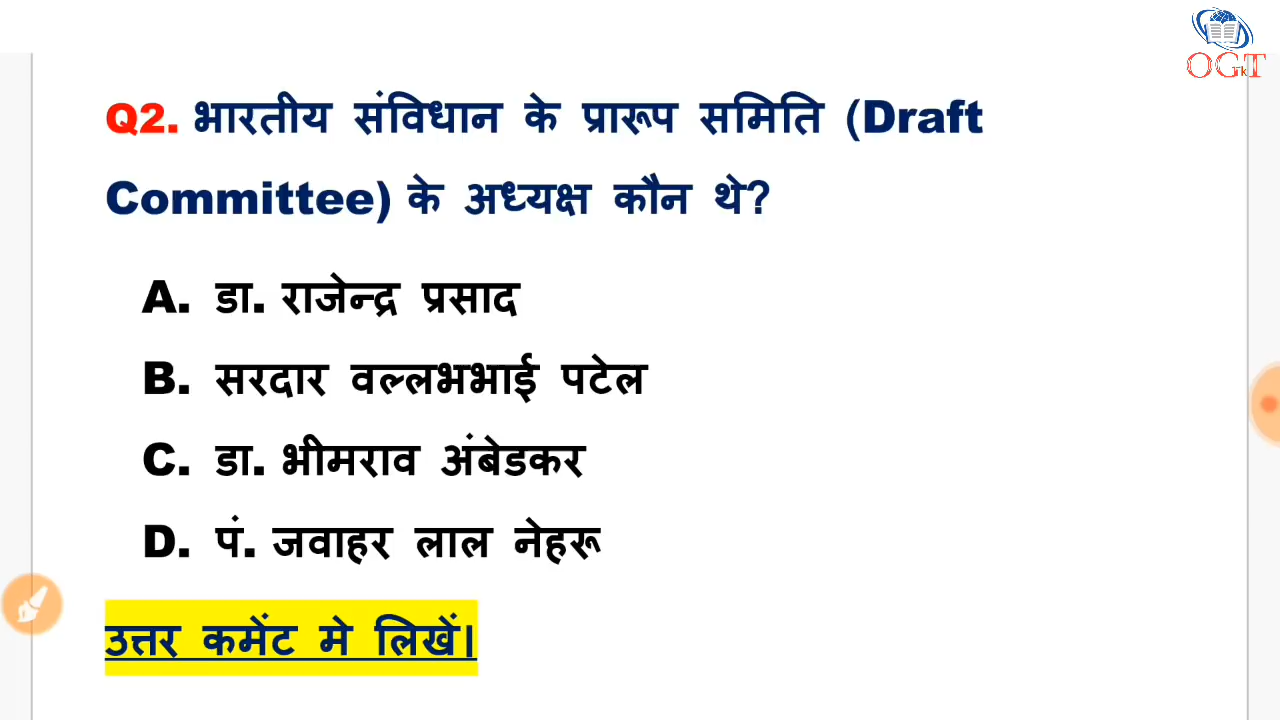 OGT
Tk
Q2. भारतीय संविधान के प्रारूप समिति (Draft
Committee) के अध्यक्ष कौन थे?
A. डा. राजेन्द्र प्रसाद
B. सरदार वल्लभभाई पटेल
C. डा. भीमराव अंबेडकर
D. पं. जवाहर लाल नेहरू
उत्तर कमेंट मे लिखें।